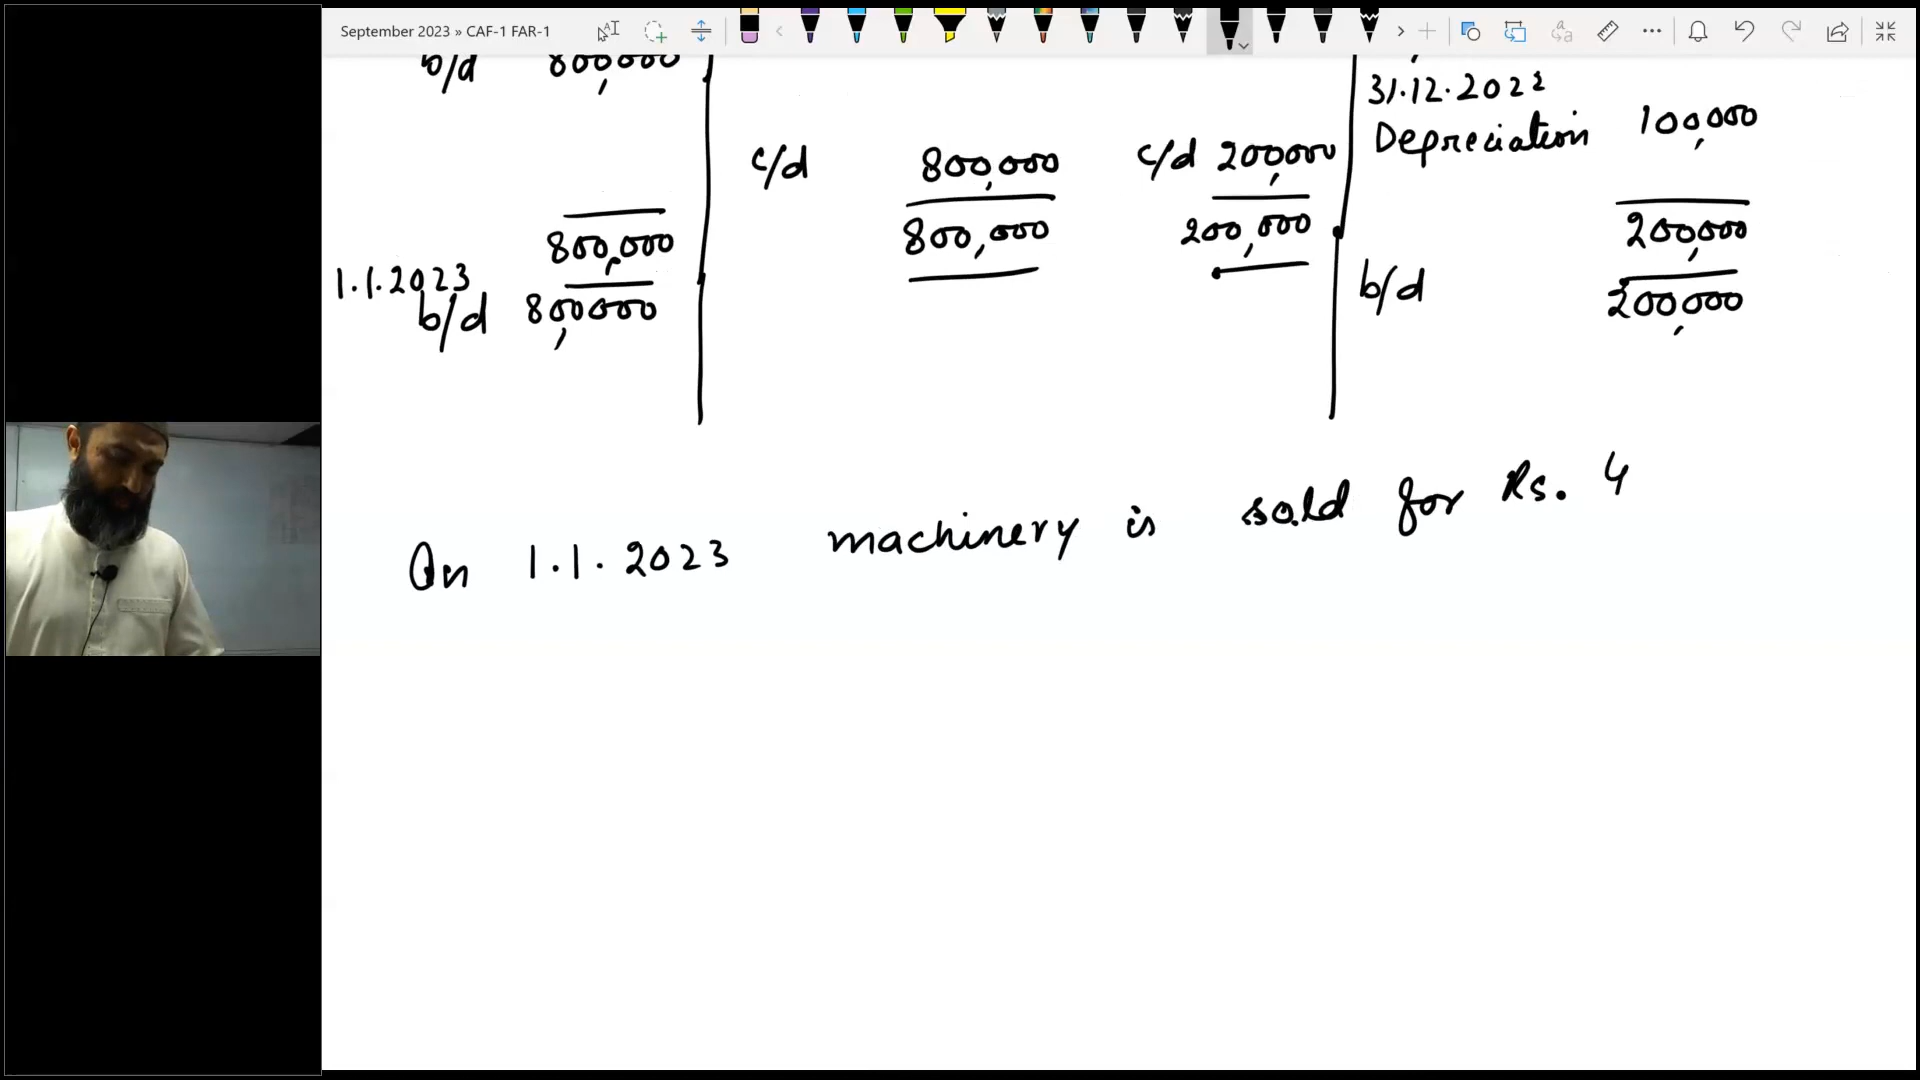 September 2023 » CAF-1 FAR-1
b/d 800,000
31.12.2022
Depreciation 100,000
c/d 800,000 c/d 200,000
800,000 800,000 200,000 200,000
1.1.2023
b/d 800,000 b/d 200,000
On 1.1.2023 machinery is sold for Rs. 4